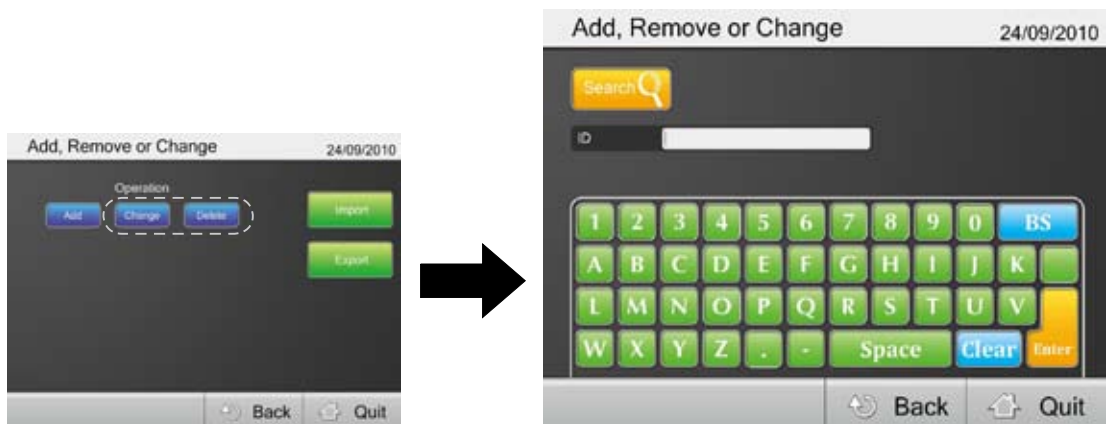 Add, Remove or Change 24/09/2010
Operation
Add Change Delete Import
Export
Back Quit
Add, Remove or Change 24/09/2010
Search
ID
1 2 3 4 5 6 7 8 9 0 BS
A B C D E F G H I J K
L M N O P Q R S T U V
W X Y Z . - Space Clear Enter
Back Quit